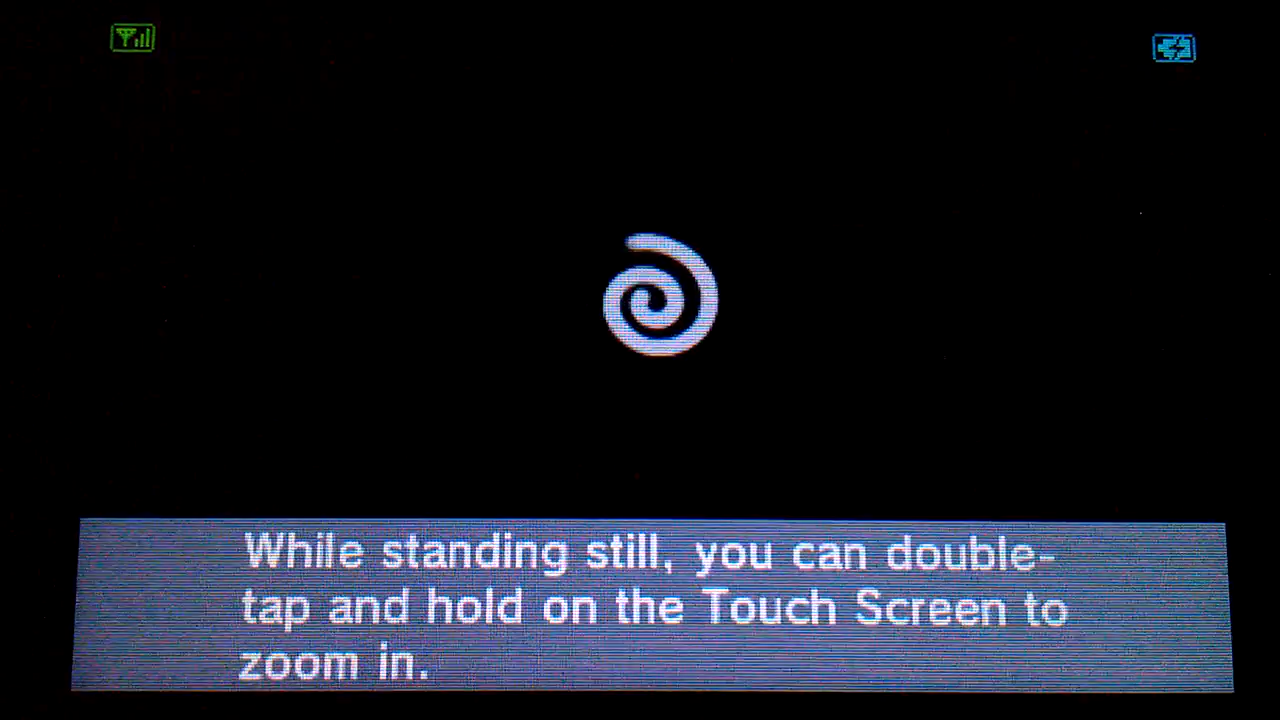 While standing still, you can double-
tap and hold on the Touch Screen to
zoom in.